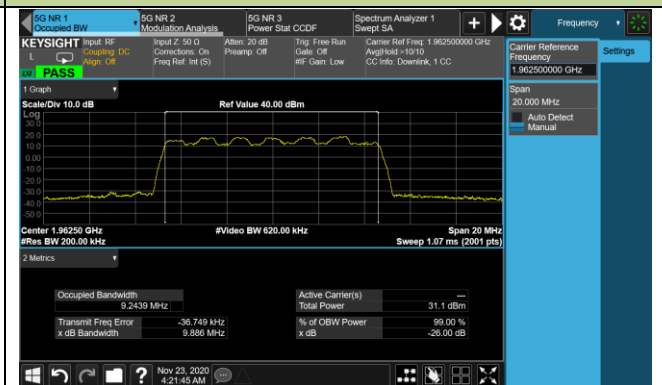 5G NR 1
Occupied BW
5G NR 2
Modulation Analysis
5G NR 3
Power Stat CCDF
Spectrum Analyzer 1
Swept SA
Frequency
KEYSIGHT
L
PASS
Input: RF
Coupling: DC
Align: Off
Input Z: 50 Ω
Corrections: On
Freq Ref: Int (S)
Atten: 20 dB
Preamp: Off
Trig: Free Run
Gate: Off
#IF Gain: Low
Carrier Ref Freq: 1.962500000 GHz
Avg|Hold:>10/10
CC Info: Downlink, 1 CC
Carrier Reference
Frequency
1.962500000 GHz
Settings
Span
20.000 MHz
Auto Detect
Manual
1 Graph
Scale/Div 10.0 dB
Ref Value 40.00 dBm
Log
30.0
20.0
10.0
0.00
-10.0
-20.0
-30.0
-40.0
-50.0
Center 1.96250 GHz
#Video BW 620.00 kHz
Span 20 MHz
#Res BW 200.00 kHz
Sweep 1.07 ms (2001 pts)
2 Metrics
Occupied Bandwidth
9.2439 MHz
Active Carrier(s) ---
Total Power 31.1 dBm
Transmit Freq Error -36.749 kHz
x dB Bandwidth 9.886 MHz
% of OBW Power 99.00 %
x dB -26.00 dB
?
Nov 23, 2020
4:21:45 AM